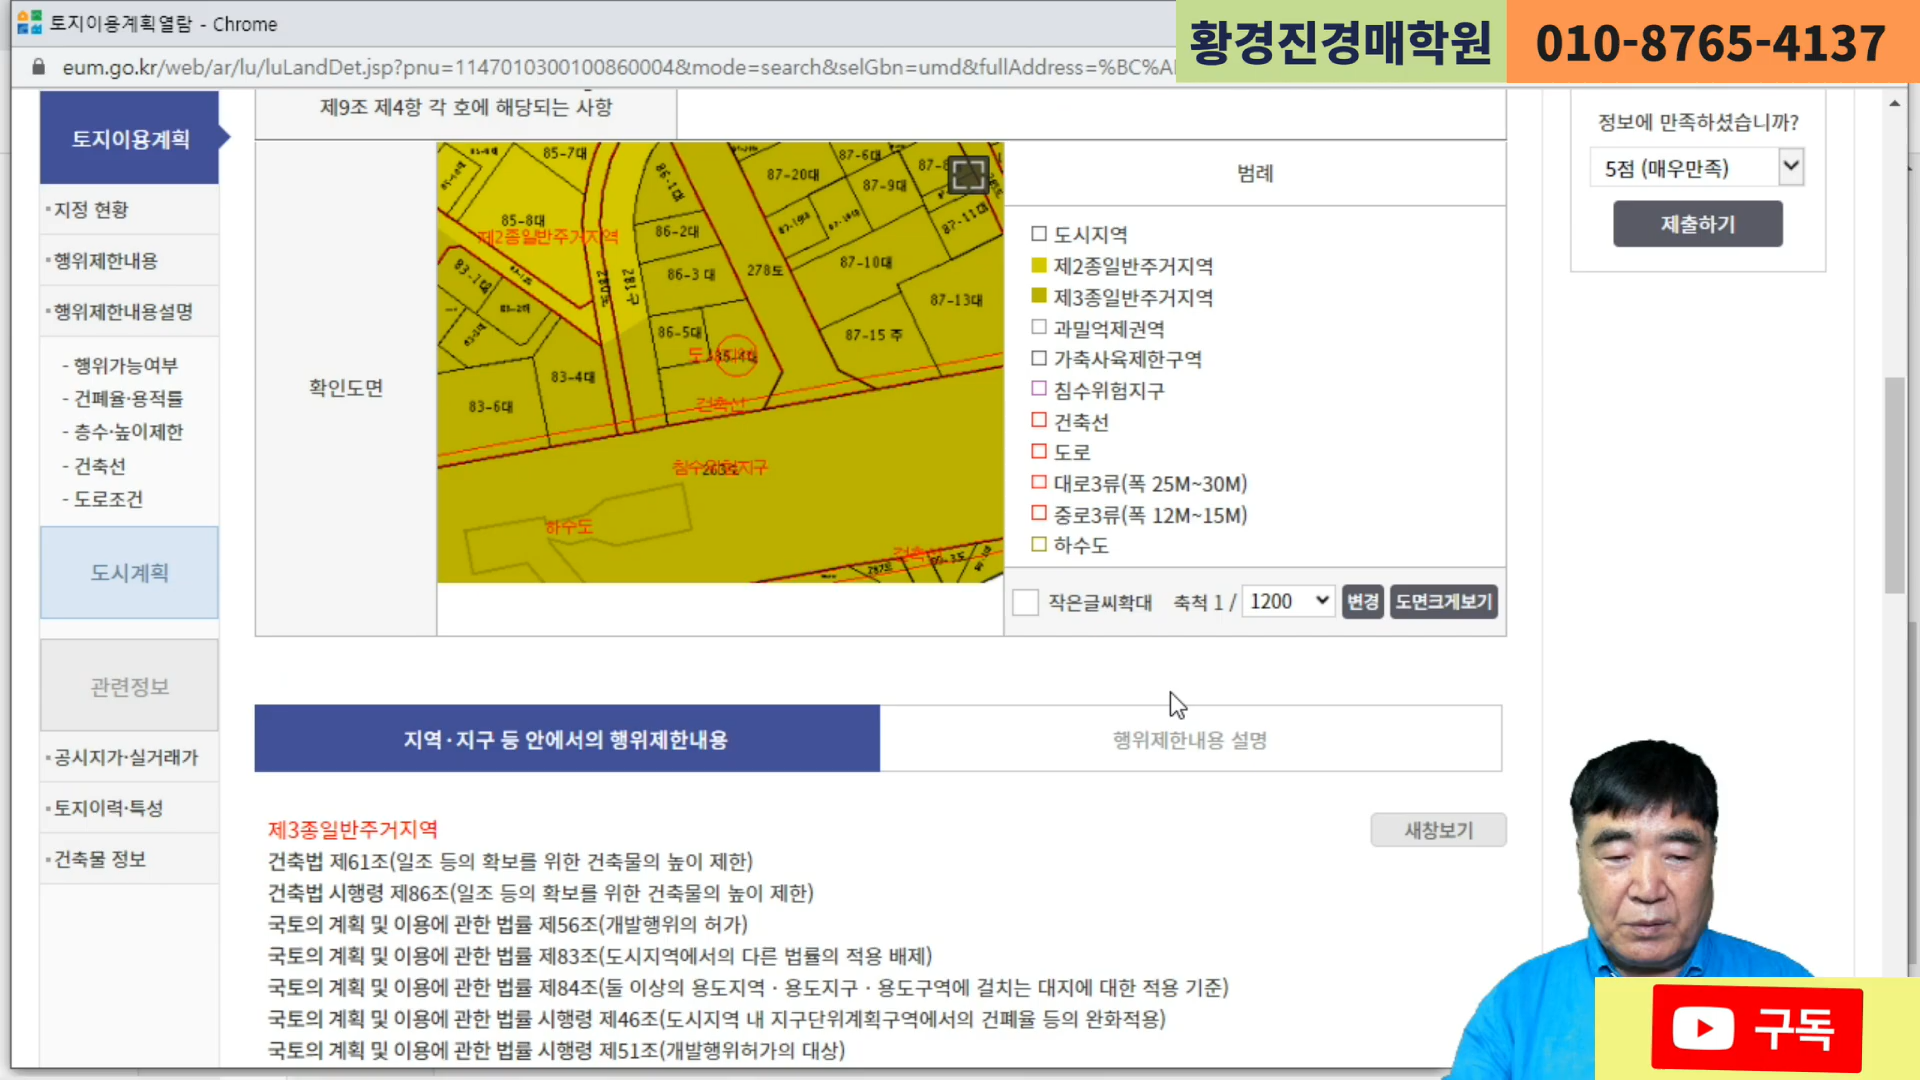 토지이용계획열람 - Chrome
황경진경매학원
010-8765-4137
eum.go.kr/web/ar/lu/luLandDet.jsp?pnu=1147010300100860004&mode=search&selGbn=umd&fullAddress=%BC%A
토지이용계획
지정 현황
행위제한내용
행위제한내용설명
- 행위가능여부
- 건폐율·용적률
- 층수·높이제한
- 건축선
- 도로조건
도시계획
관련정보
공시지가·실거래가
토지이력·특성
건축물 정보
제9조 제4항 각 호에 해당되는 사항
확인도면
85-7대
85-8대
제2종일반주거지역
86-1대
86-2대
86-3 대
86-5대
278도
87-20대
87-6대
87-9대
87-11대
87-10대
87-13대
87-15 주
83-1대
83-4대
83-6대
건축선
침수위험지구
하수도
범례
도시지역
제2종일반주거지역
제3종일반주거지역
과밀억제권역
가축사육제한구역
침수위험지구
건축선
도로
대로3류(폭 25M~30M)
중로3류(폭 12M~15M)
하수도
작은글씨확대 축척 1 / 1200 변경 도면크게보기
정보에 만족하셨습니까?
5점 (매우만족)
제출하기
지역·지구 등 안에서의 행위제한내용
행위제한내용 설명
제3종일반주거지역
새창보기
건축법 제61조(일조 등의 확보를 위한 건축물의 높이 제한)
건축법 시행령 제86조(일조 등의 확보를 위한 건축물의 높이 제한)
국토의 계획 및 이용에 관한 법률 제56조(개발행위의 허가)
국토의 계획 및 이용에 관한 법률 제83조(도시지역에서의 다른 법률의 적용 배제)
국토의 계획 및 이용에 관한 법률 제84조(둘 이상의 용도지역·용도지구·용도구역에 걸치는 대지에 대한 적용 기준)
국토의 계획 및 이용에 관한 법률 시행령 제46조(도시지역 내 지구단위계획구역에서의 건폐율 등의 완화적용)
국토의 계획 및 이용에 관한 법률 시행령 제51조(개발행위허가의 대상)
구독